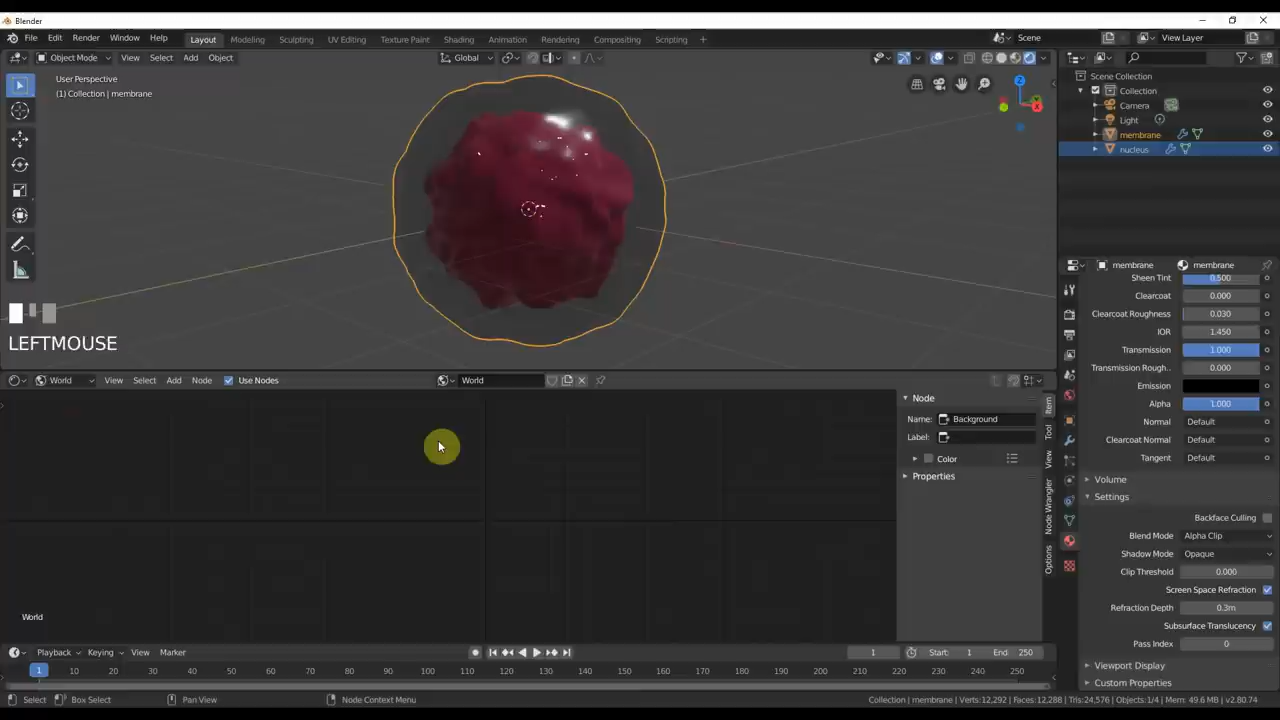 Blender
File Edit Render Window Help Layout Modeling Sculpting UV Editing Texture Paint Shading Animation Rendering Compositing Scripting + Scene View Layer
Object Mode View Select Add Object Global
User Perspective
(1) Collection | membrane
Z
X
Scene Collection
Collection
Camera
Light
membrane
nucleus
LEFTMOUSE
membrane membrane
Sheen Tint 0.500
Clearcoat 0.000
Clearcoat Roughness 0.030
IOR 1.450
Transmission 1.000
Transmission Rough.. 0.000
Emission
Alpha 1.000
Normal Default
Clearcoat Normal Default
Tangent Default
Volume
Settings
Backface Culling
Blend Mode Alpha Clip
Shadow Mode Opaque
Clip Threshold 0.000
Screen Space Refraction
Refraction Depth 0.3m
Subsurface Translucency
Pass Index 0
Viewport Display
Custom Properties
World View Select Add Node Use Nodes World
Node
Name: Background
Label:
Color
Properties
Item
Tool
View
Node Wrangler
Options
World
Playback Keying View Marker 1 Start: 1 End: 250
1 10 20 30 40 50 60 70 80 90 100 110 120 130 140 150 160 170 180 190 200 210 220 230 240 250
Select Box Select Pan View Node Context Menu Collection | membrane | Verts:12,292 | Faces:12,288 | Tris:24,576 | Objects:1/4 | Mem: 49.6 MB | v2.80.74